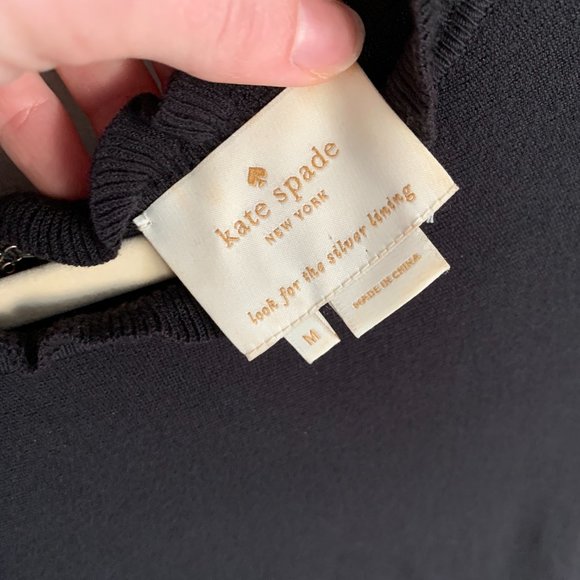 kate spade
NEW YORK
look for the silver lining
M
MADE IN CHINA